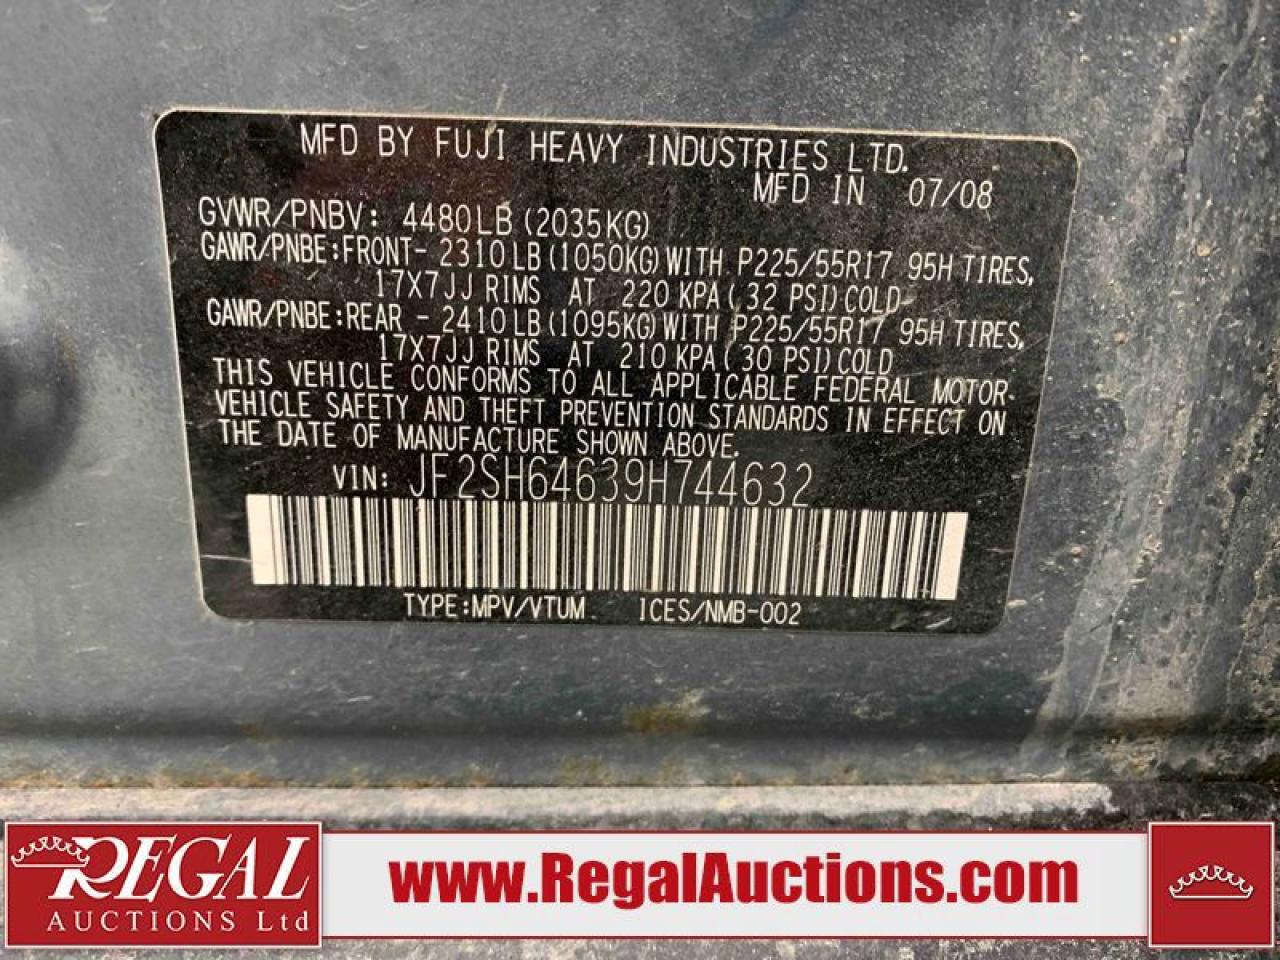 MFD BY FUJI HEAVY INDUSTRIES LTD.
MFD IN 07/08
GVWR/PNBV: 4480LB (2035KG)
GAWR/PNBE:FRONT- 2310LB (1050KG) WITH P225/55R17 95H TIRES,
17X7JJ RIMS AT 220 KPA( 32 PSI) COLD
GAWR/PNBE:REAR - 2410LB (1095KG) WITH P225/55R17 95H TIRES,
17X7JJ RIMS AT 210 KPA( 30 PSI) COLD
THIS VEHICLE CONFORMS TO ALL APPLICABLE FEDERAL MOTOR-
VEHICLE SAFETY AND THEFT PREVENTION STANDARDS IN EFFECT ON
THE DATE OF MANUFACTURE SHOWN ABOVE.
VIN: JF2SH64639H744632
TYPE:MPV/VTUM ICES/NMB-002
REGAL
AUCTIONS Ltd
www.RegalAuctions.com